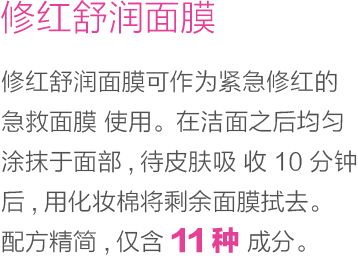 修红舒润面膜
修红舒润面膜可作为紧急修红的
急救面膜 使用。在洁面之后均匀
涂抹于面部，待皮肤吸 收 10 分钟
后，用化妆棉将剩余面膜拭去。
配方精简，仅含 11 种 成分。